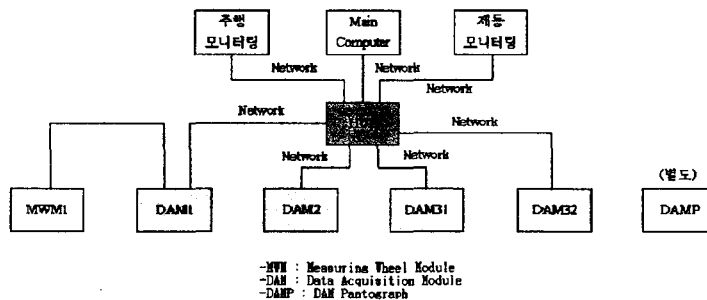 주행
모니터링
Main
Computer
제동
모니터링
Network
Network
Network
Network
Network
Network
Network
(별도)
MWM1
DAM1
DAM2
DAM31
DAM32
DAMP
-MWM : Measuring Wheel Module
-DAM : Data Acquisition Module
-DAMP : DAM Pantograph